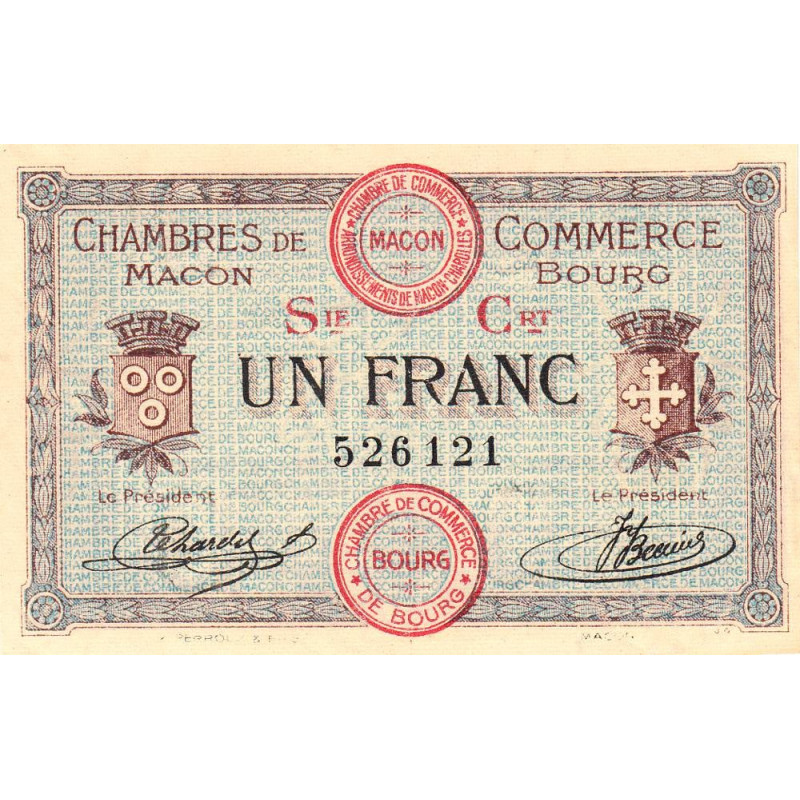 CHAMBRES DE COMMERCE
MACON BOURG
CHAMBRE DE COMMERCE
ARRONDISSEMENTS DE MACON-CHAROLLES
MACON
SIE CRT
UN FRANC
526121
Le Président Le Président
CHAMBRE DE COMMERCE
BOURG
DE BOURG